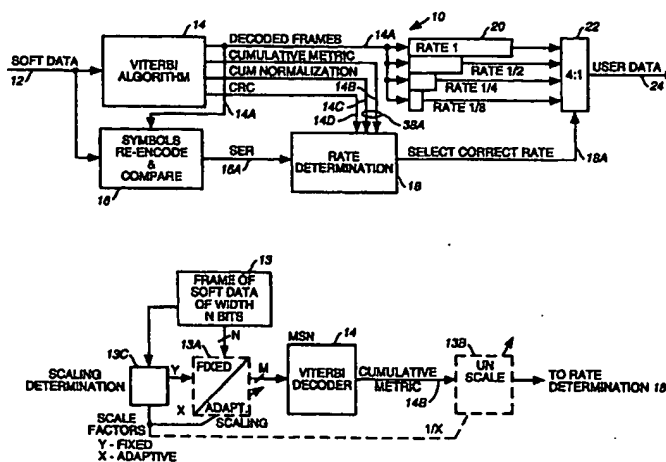 10
14
DECODED FRAMES
14A
20
22
SOFT DATA
12
VITERBI
ALGORITHM
CUMULATIVE METRIC
CUM NORMALIZATION
CRC
14A
14B
14C
14D
38A
RATE 1
RATE 1/2
RATE 1/4
RATE 1/8
4:1
USER DATA
24
SYMBOLS
RE-ENCODE
&
COMPARE
16
SER
16A
RATE
DETERMINATION
18
SELECT CORRECT RATE
18A
13
FRAME OF
SOFT DATA
OF WIDTH
N BITS
13C
SCALING
DETERMINATION
Y
13A
N
FIXED
ADAPT
SCALING
X
M
MSN
14
VITERBI
DECODER
CUMULATIVE
METRIC
14B
13B
UN
SCALE
TO RATE
DETERMINATION 18
1/X
SCALE
FACTORS
Y - FIXED
X - ADAPTIVE